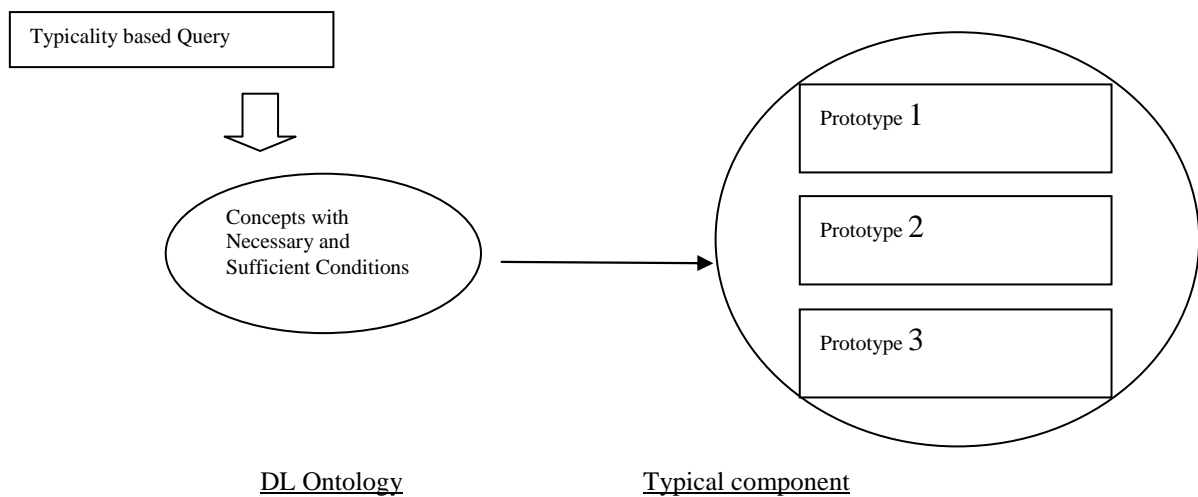 Typicality based Query
Concepts with
Necessary and
Sufficient Conditions
Prototype 1
Prototype 2
Prototype 3
DL Ontology
Typical component